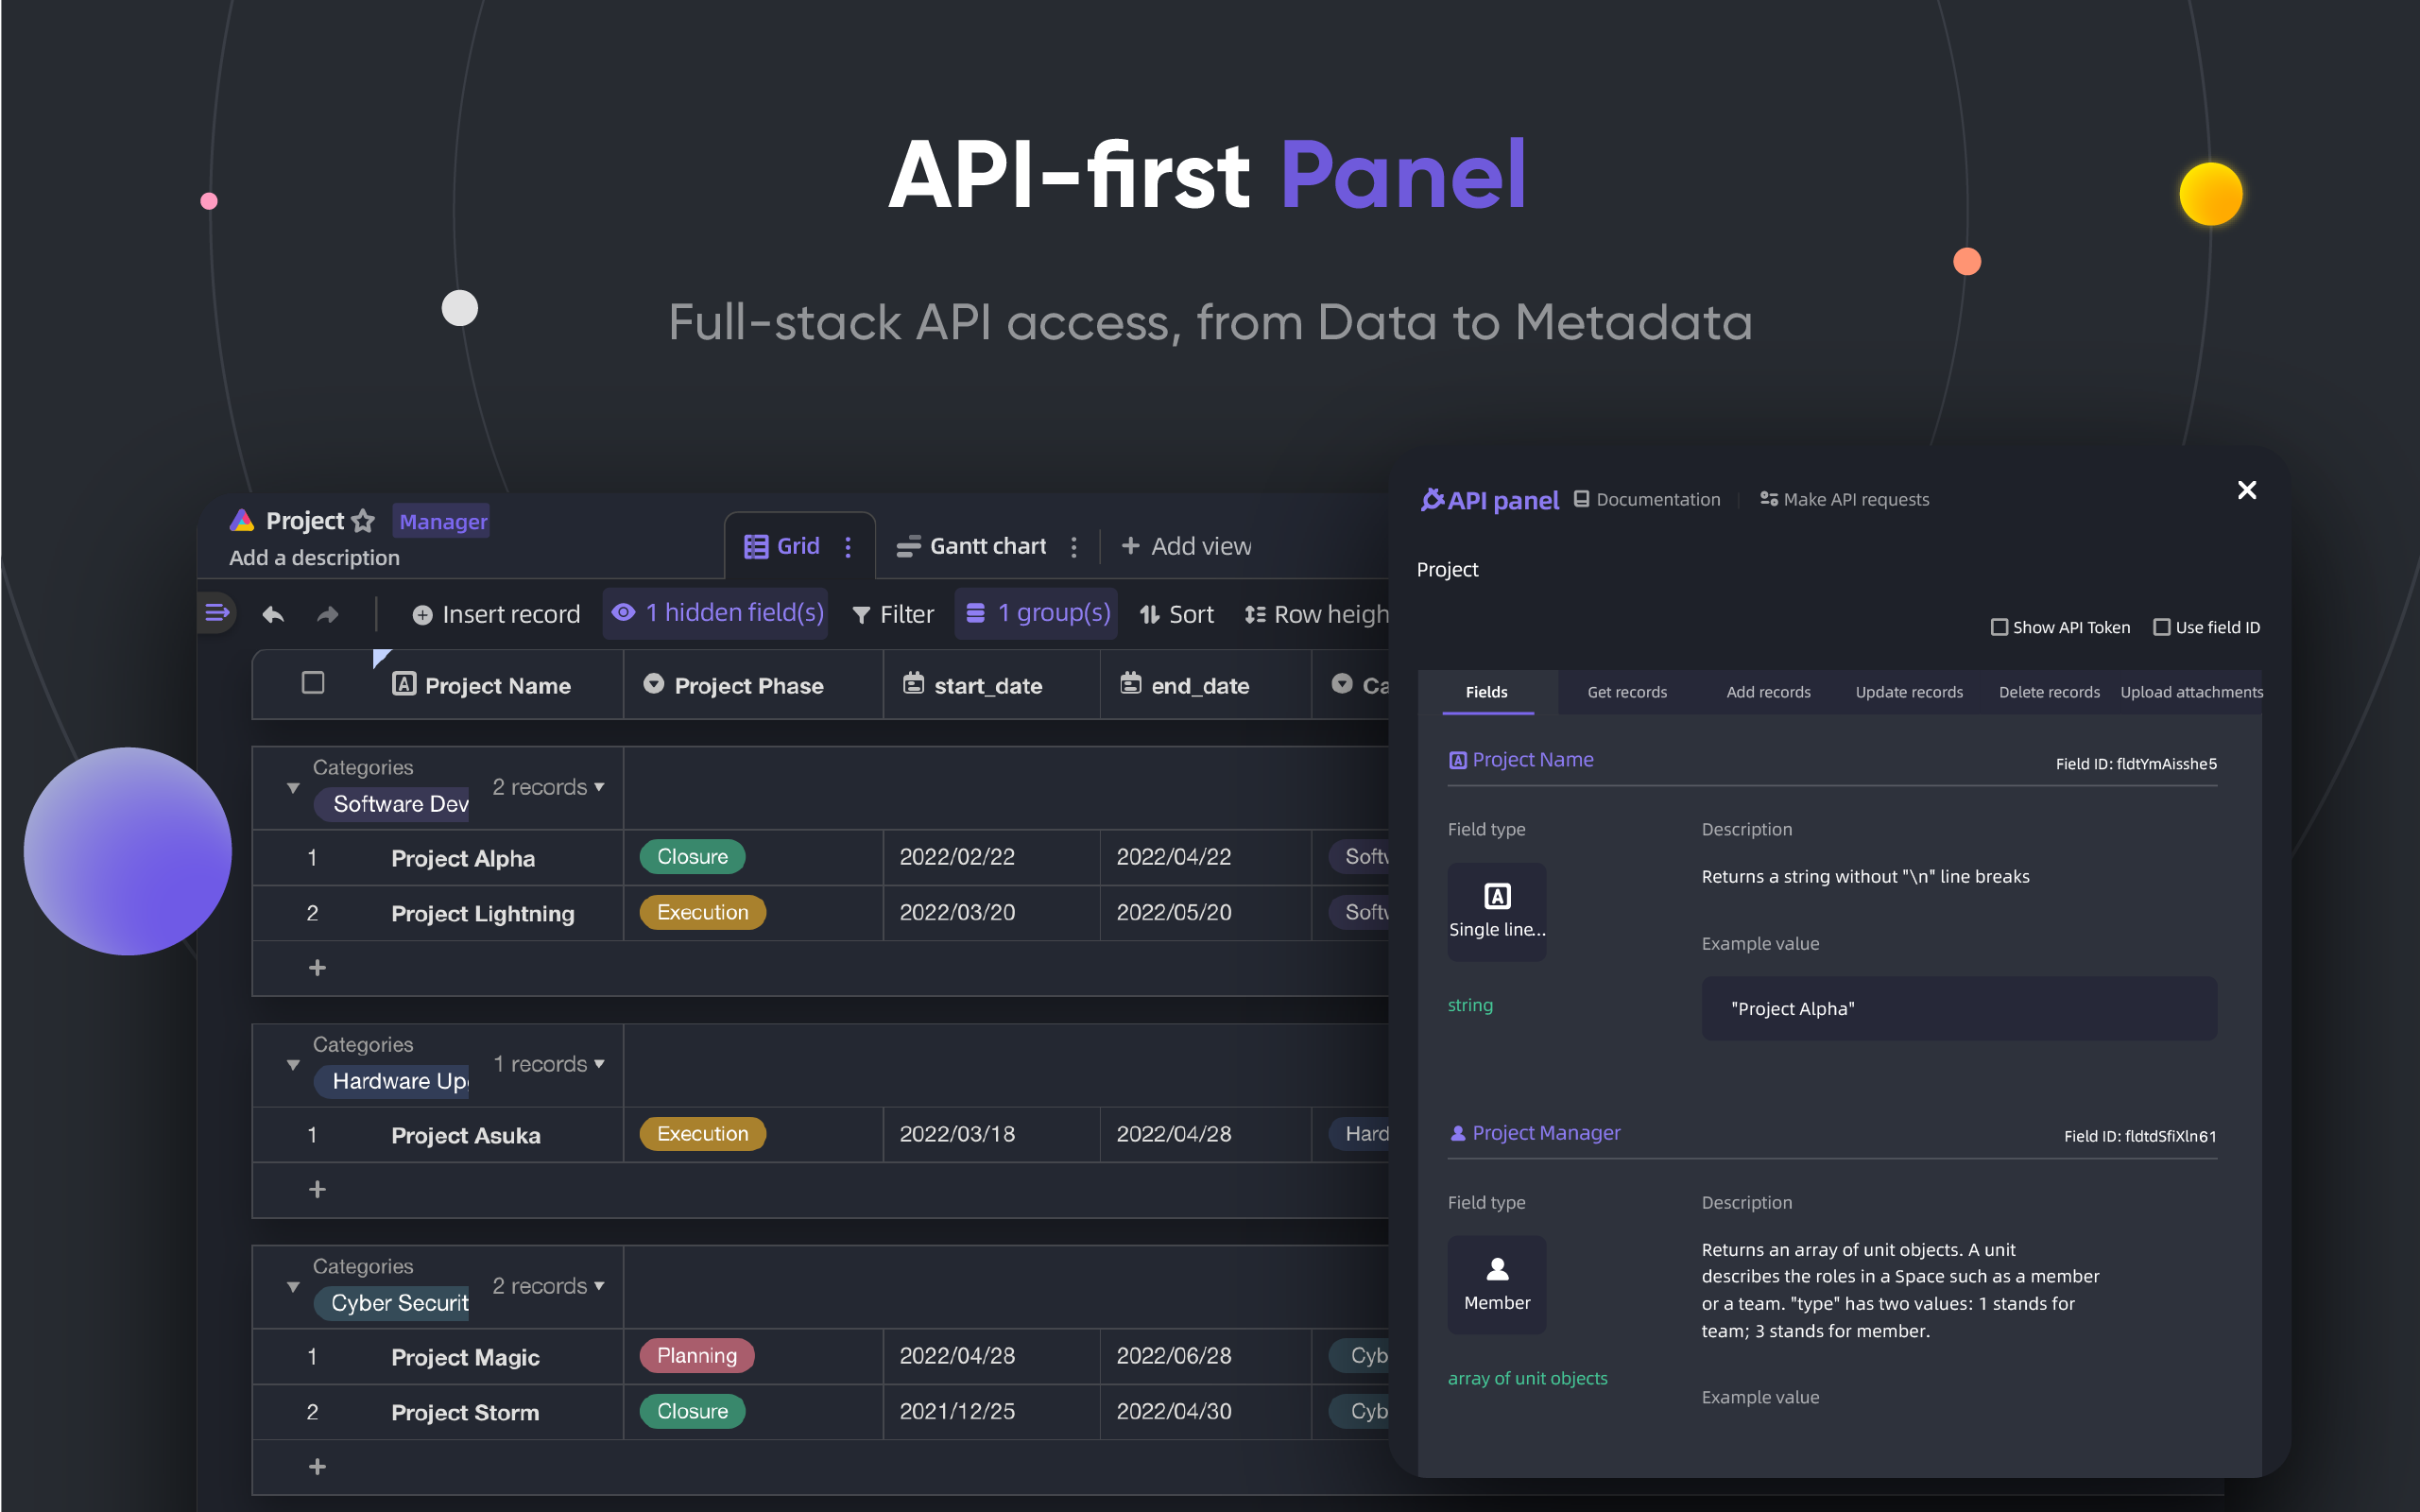 API-first Panel
Full-stack API access, from Data to Metadata
Project
Manager
Add a description
Grid
Gantt chart
Add view
Insert record
1 hidden field(s)
Filter
1 group(s)
Sort
Row heigh
Project Name
Project Phase
start_date
end_date
Ca
Categories
Software Dev
2 records
1
Project Alpha
Closure
2022/02/22
2022/04/22
Softw
2
Project Lightning
Execution
2022/03/20
2022/05/20
Softw
Categories
Hardware Up
1 records
1
Project Asuka
Execution
2022/03/18
2022/04/28
Hard
Categories
Cyber Securit
2 records
1
Project Magic
Planning
2022/04/28
2022/06/28
Cyb
2
Project Storm
Closure
2021/12/25
2022/04/30
Cyb
API panel
Documentation
Make API requests
Project
Show API Token
Use field ID
Fields
Get records
Add records
Update records
Delete records
Upload attachments
Project Name
Field ID: fldtYmAisshe5
Field type
Description
Single line...
Returns a string without "\n" line breaks
Example value
string
"Project Alpha"
Project Manager
Field ID: fldtdSfiXln61
Field type
Description
Member
Returns an array of unit objects. A unit
describes the roles in a Space such as a member
or a team. "type" has two values: 1 stands for
team; 3 stands for member.
array of unit objects
Example value